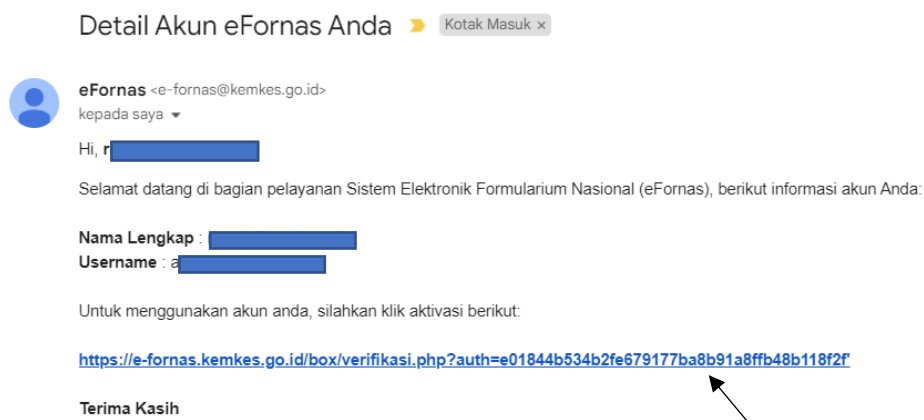 Detail Akun eFornas Anda Kotak Masuk ×
eFornas <e-fornas@kemkes.go.id>
kepada saya
Hi, r
Selamat datang di bagian pelayanan Sistem Elektronik Formularium Nasional (eFornas), berikut informasi akun Anda:
Nama Lengkap :
Username : a
Untuk menggunakan akun anda, silahkan klik aktivasi berikut:
https://e-fornas.kemkes.go.id/box/verifikasi.php?auth=e01844b534b2fe679177ba8b91a8ffb48b118f2f'
Terima Kasih